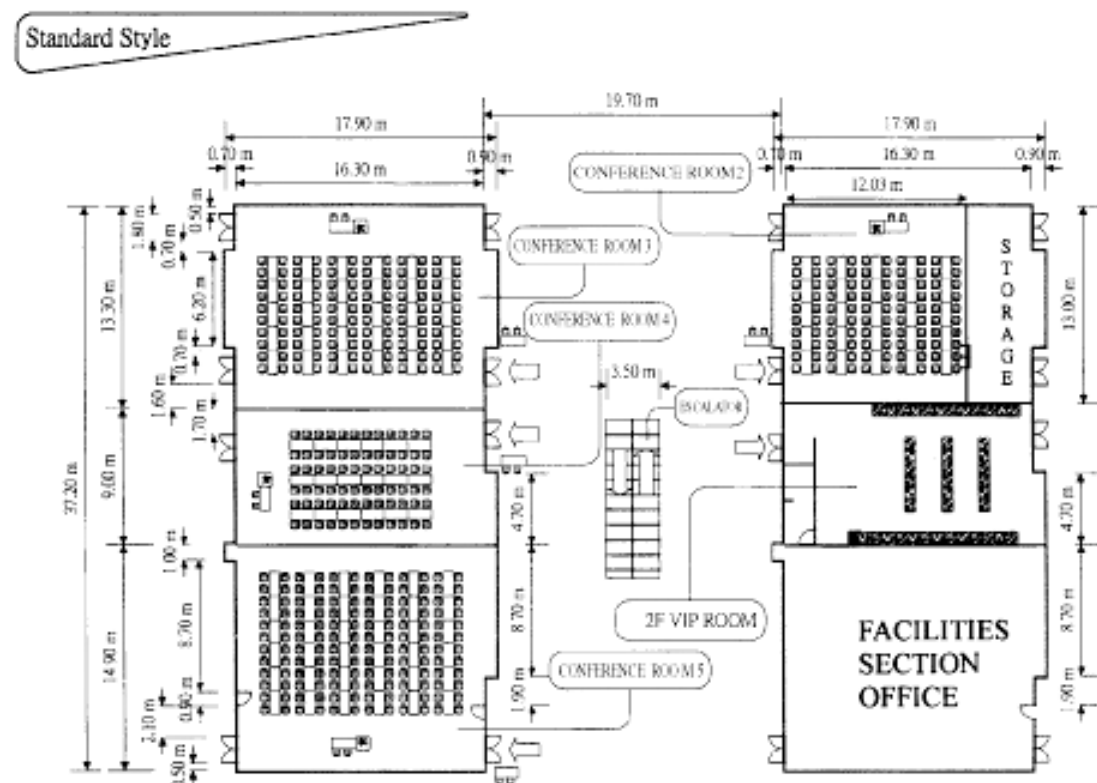 Standard Style
19.70 m
17.90 m
17.90 m
0.70 m
0.90 m
0.70 m
16.30 m
0.90 m
16.30 m
CONFERENCE ROOM 2
12.03 m
0.50 m
1.80 m
0.70 m
CONFERENCE ROOM 3
STORAGE
6.20 m
13.30 m
13.00 m
CONFERENCE ROOM 4
0.70 m
3.50 m
1.60 m
ESCALATOR
1.70 m
37.20 m
9.00 m
4.70 m
4.70 m
1.00 m
2F VIP ROOM
8.70 m
8.70 m
8.70 m
FACILITIES
SECTION
OFFICE
14.90 m
CONFERENCE ROOM 5
0.90 m
1.90 m
1.90 m
2.10 m
0.50 m